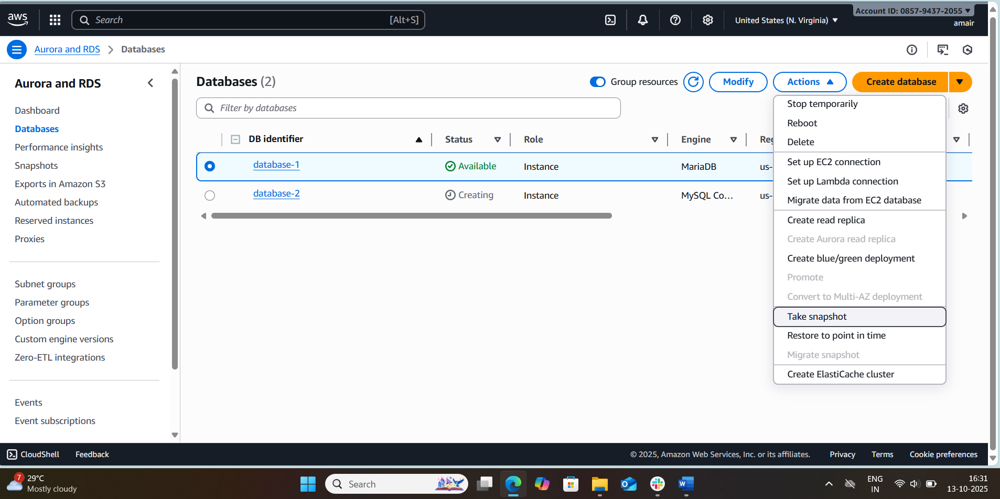 aws
Search
[Alt+S]
United States (N. Virginia)
Account ID: 0857-9437-2055
amair
Aurora and RDS
Databases
Aurora and RDS
Dashboard
Databases
Performance insights
Snapshots
Exports in Amazon S3
Automated backups
Reserved instances
Proxies
Subnet groups
Parameter groups
Option groups
Custom engine versions
Zero-ETL integrations
Events
Event subscriptions
Databases (2)
Group resources
Modify
Actions
Create database
Filter by databases
DB identifier
Status
Role
Engine
Reg
database-1
Available
Instance
MariaDB
us-
database-2
Creating
Instance
MySQL Co...
us-
Stop temporarily
Reboot
Delete
Set up EC2 connection
Set up Lambda connection
Migrate data from EC2 database
Create read replica
Create Aurora read replica
Create blue/green deployment
Promote
Convert to Multi-AZ deployment
Take snapshot
Restore to point in time
Migrate snapshot
Create ElastiCache cluster
CloudShell
Feedback
© 2025, Amazon Web Services, Inc. or its affiliates.
Privacy
Terms
Cookie preferences
7
29°C
Mostly cloudy
Search
W
ENG
IN
16:31
13-10-2025